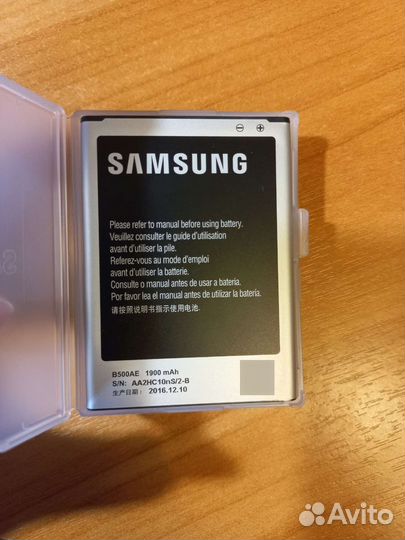 ⊖ ⊕
SAMSUNG
Please refer to manual before using battery.
Veuillez consulter le guide d'utilisation
avant d'utiliser la pile.
Referez-vous au mode d'emploi
avant d'utiliser la batterie.
Consulte o manual antes de usar a bateria.
Por favor lea el manual antes de utilizar la batería.
请按照说明书指示使用电池.
B500AE 1900 mAh
S/N: AA2HC10nS/2-B
生产日期: 2016.12.10
Avito